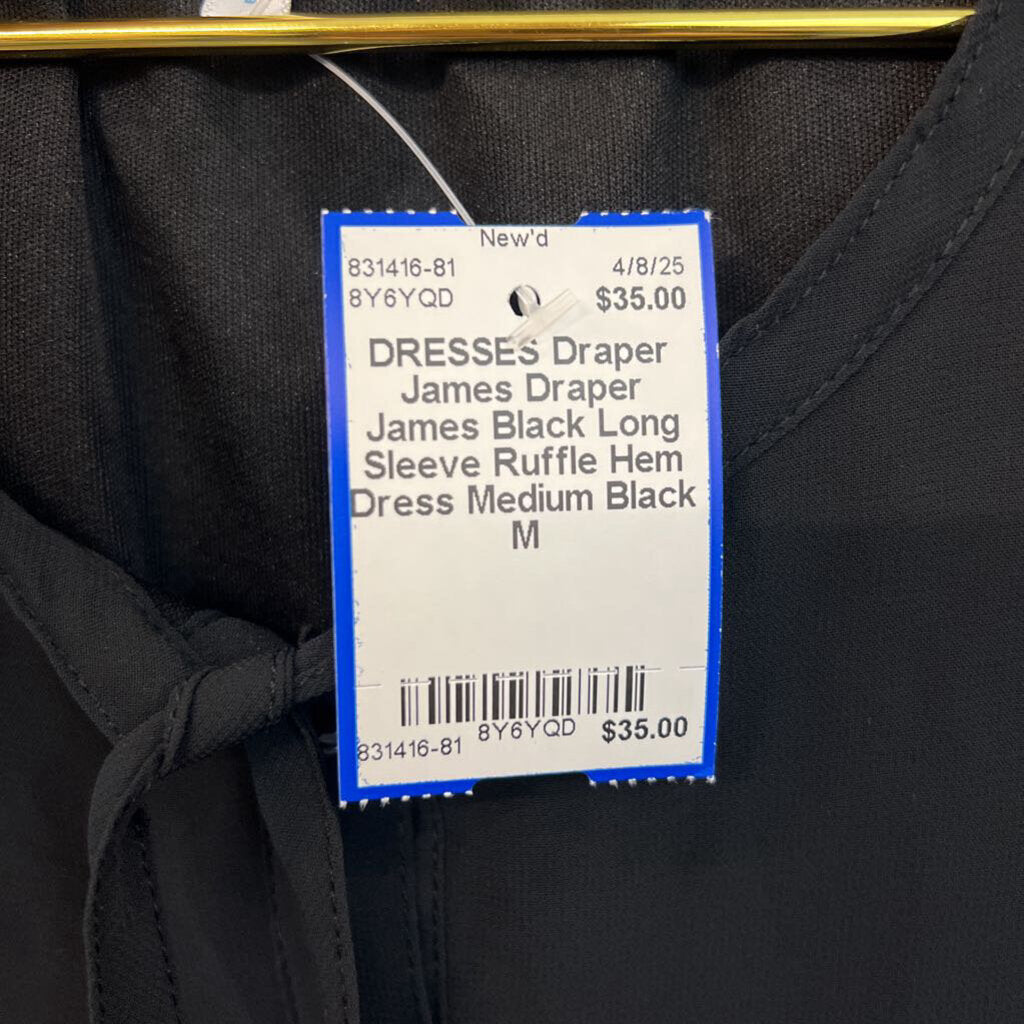 New'd
831416-81 4/8/25
8Y6YQD $35.00
DRESSES Draper
James Draper
James Black Long
Sleeve Ruffle Hem
Dress Medium Black
M
831416-81 8Y6YQD $35.00